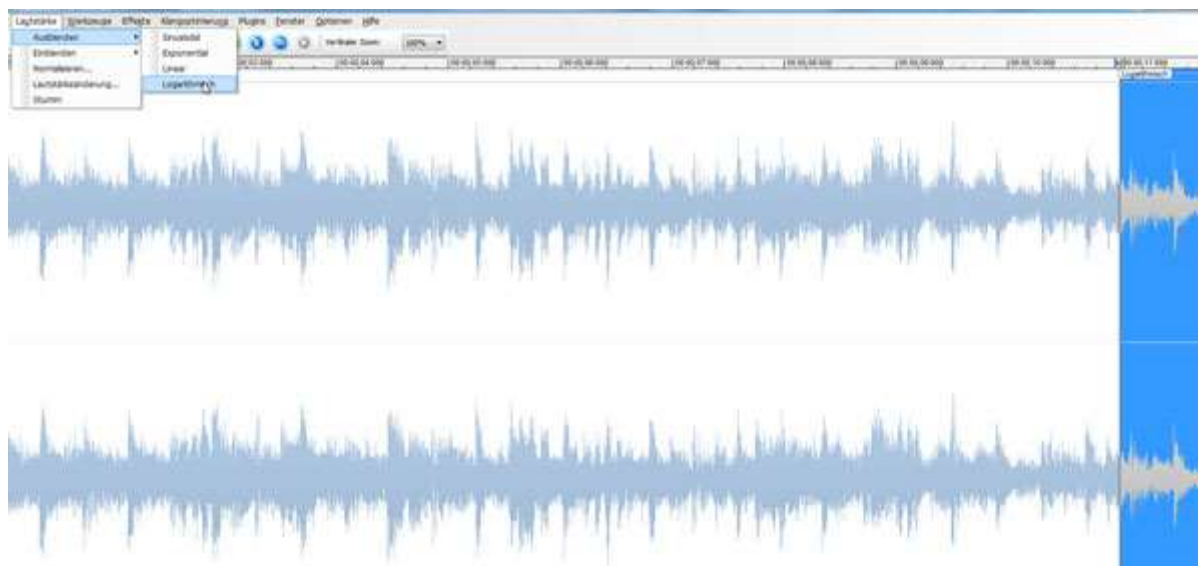 Lautstärke Werkzeuge Effekte Klangoptimierung Plugins Fenster Optionen Hilfe
Ausblenden
Einblenden
Normalisieren...
Lautstärkeänderung...
Stumm
Sinusoidal
Exponential
Linear
Logarithmisch
Vertikaler Zoom: 100%
Logarithmisch